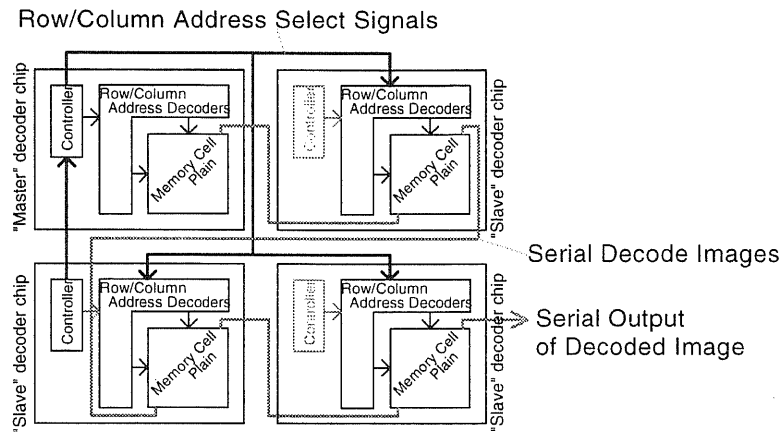 Row/Column Address Select Signals
"Master" decoder chip
Controller
Row/Column
Address Decoders
Memory Cell
Plain
"Slave" decoder chip
Controller
Row/Column
Address Decoders
Memory Cell
Plain
Serial Decode Images
"Slave" decoder chip
Controller
Row/Column
Address Decoders
Memory Cell
Plain
"Slave" decoder chip
Controller
Row/Column
Address Decoders
Memory Cell
Plain
Serial Output
of Decoded Image